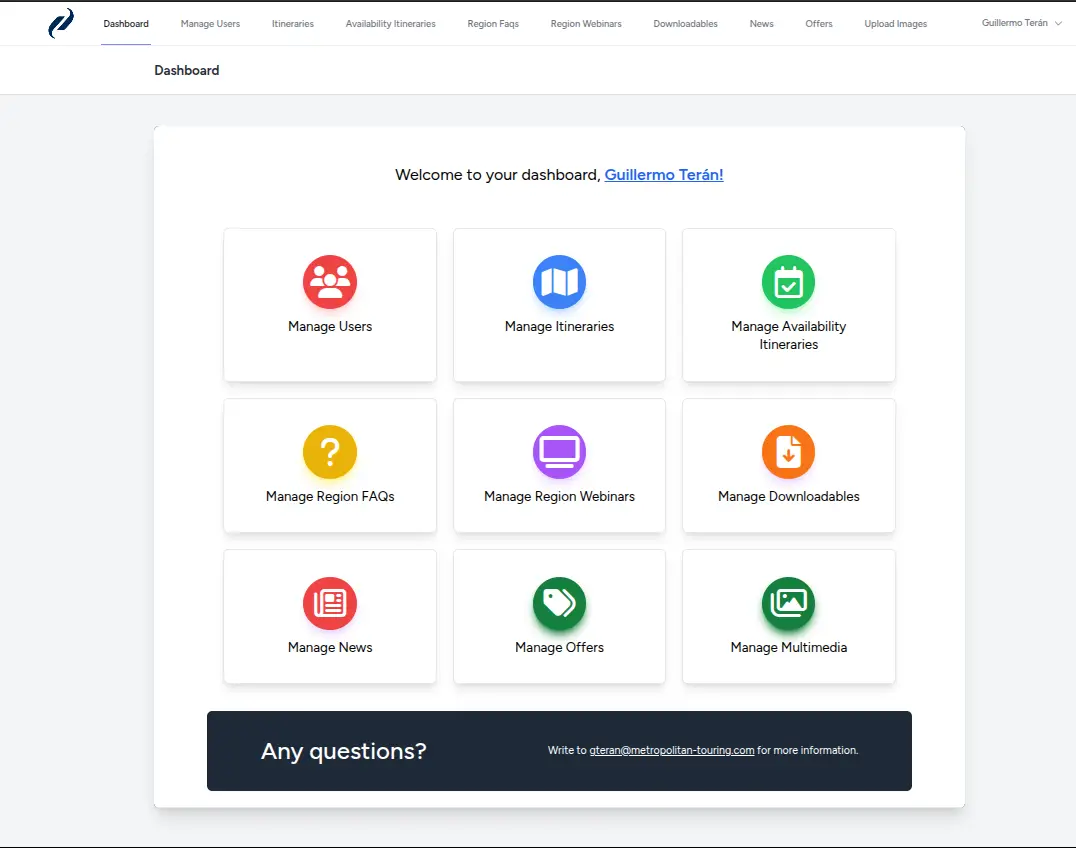 Dashboard Manage Users Itineraries Availability Itineraries Region Faqs Region Webinars Downloadables News Offers Upload Images Guillermo Terán
Dashboard
Welcome to your dashboard, Guillermo Terán!
Manage Users
Manage Itineraries
Manage Availability
Itineraries
Manage Region FAQs
Manage Region Webinars
Manage Downloadables
Manage News
Manage Offers
Manage Multimedia
Any questions?
Write to gteran@metropolitan-touring.com for more information.